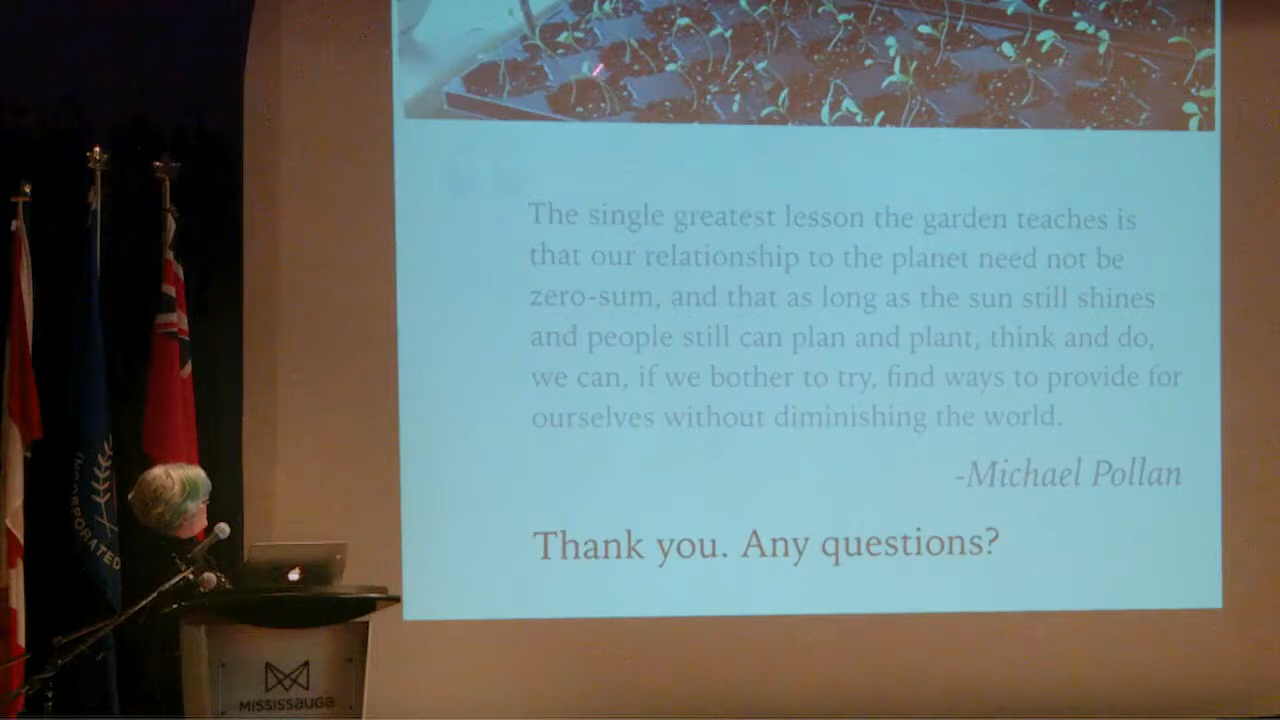 “
The single greatest lesson the garden teaches is
that our relationship to the planet need not be
zero-sum, and that as long as the sun still shines
and people still can plan and plant, think and do,
we can, if we bother to try, find ways to provide for
ourselves without diminishing the world.
-Michael Pollan
Thank you. Any questions?
INCORPORATED
MISSISSAUGA